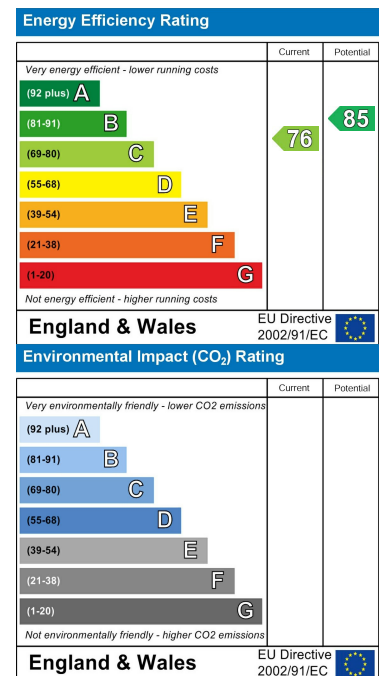 Energy Efficiency Rating
Current Potential
Very energy efficient - lower running costs
(92 plus) A
(81-91) B
(69-80) C
(55-68) D
(39-54) E
(21-38) F
(1-20) G
76
85
Not energy efficient - higher running costs
England & Wales
EU Directive
2002/91/EC
Environmental Impact (CO₂) Rating
Current Potential
Very environmentally friendly - lower CO2 emissions
(92 plus) A
(81-91) B
(69-80) C
(55-68) D
(39-54) E
(21-38) F
(1-20) G
Not environmentally friendly - higher CO2 emissions
England & Wales
EU Directive
2002/91/EC